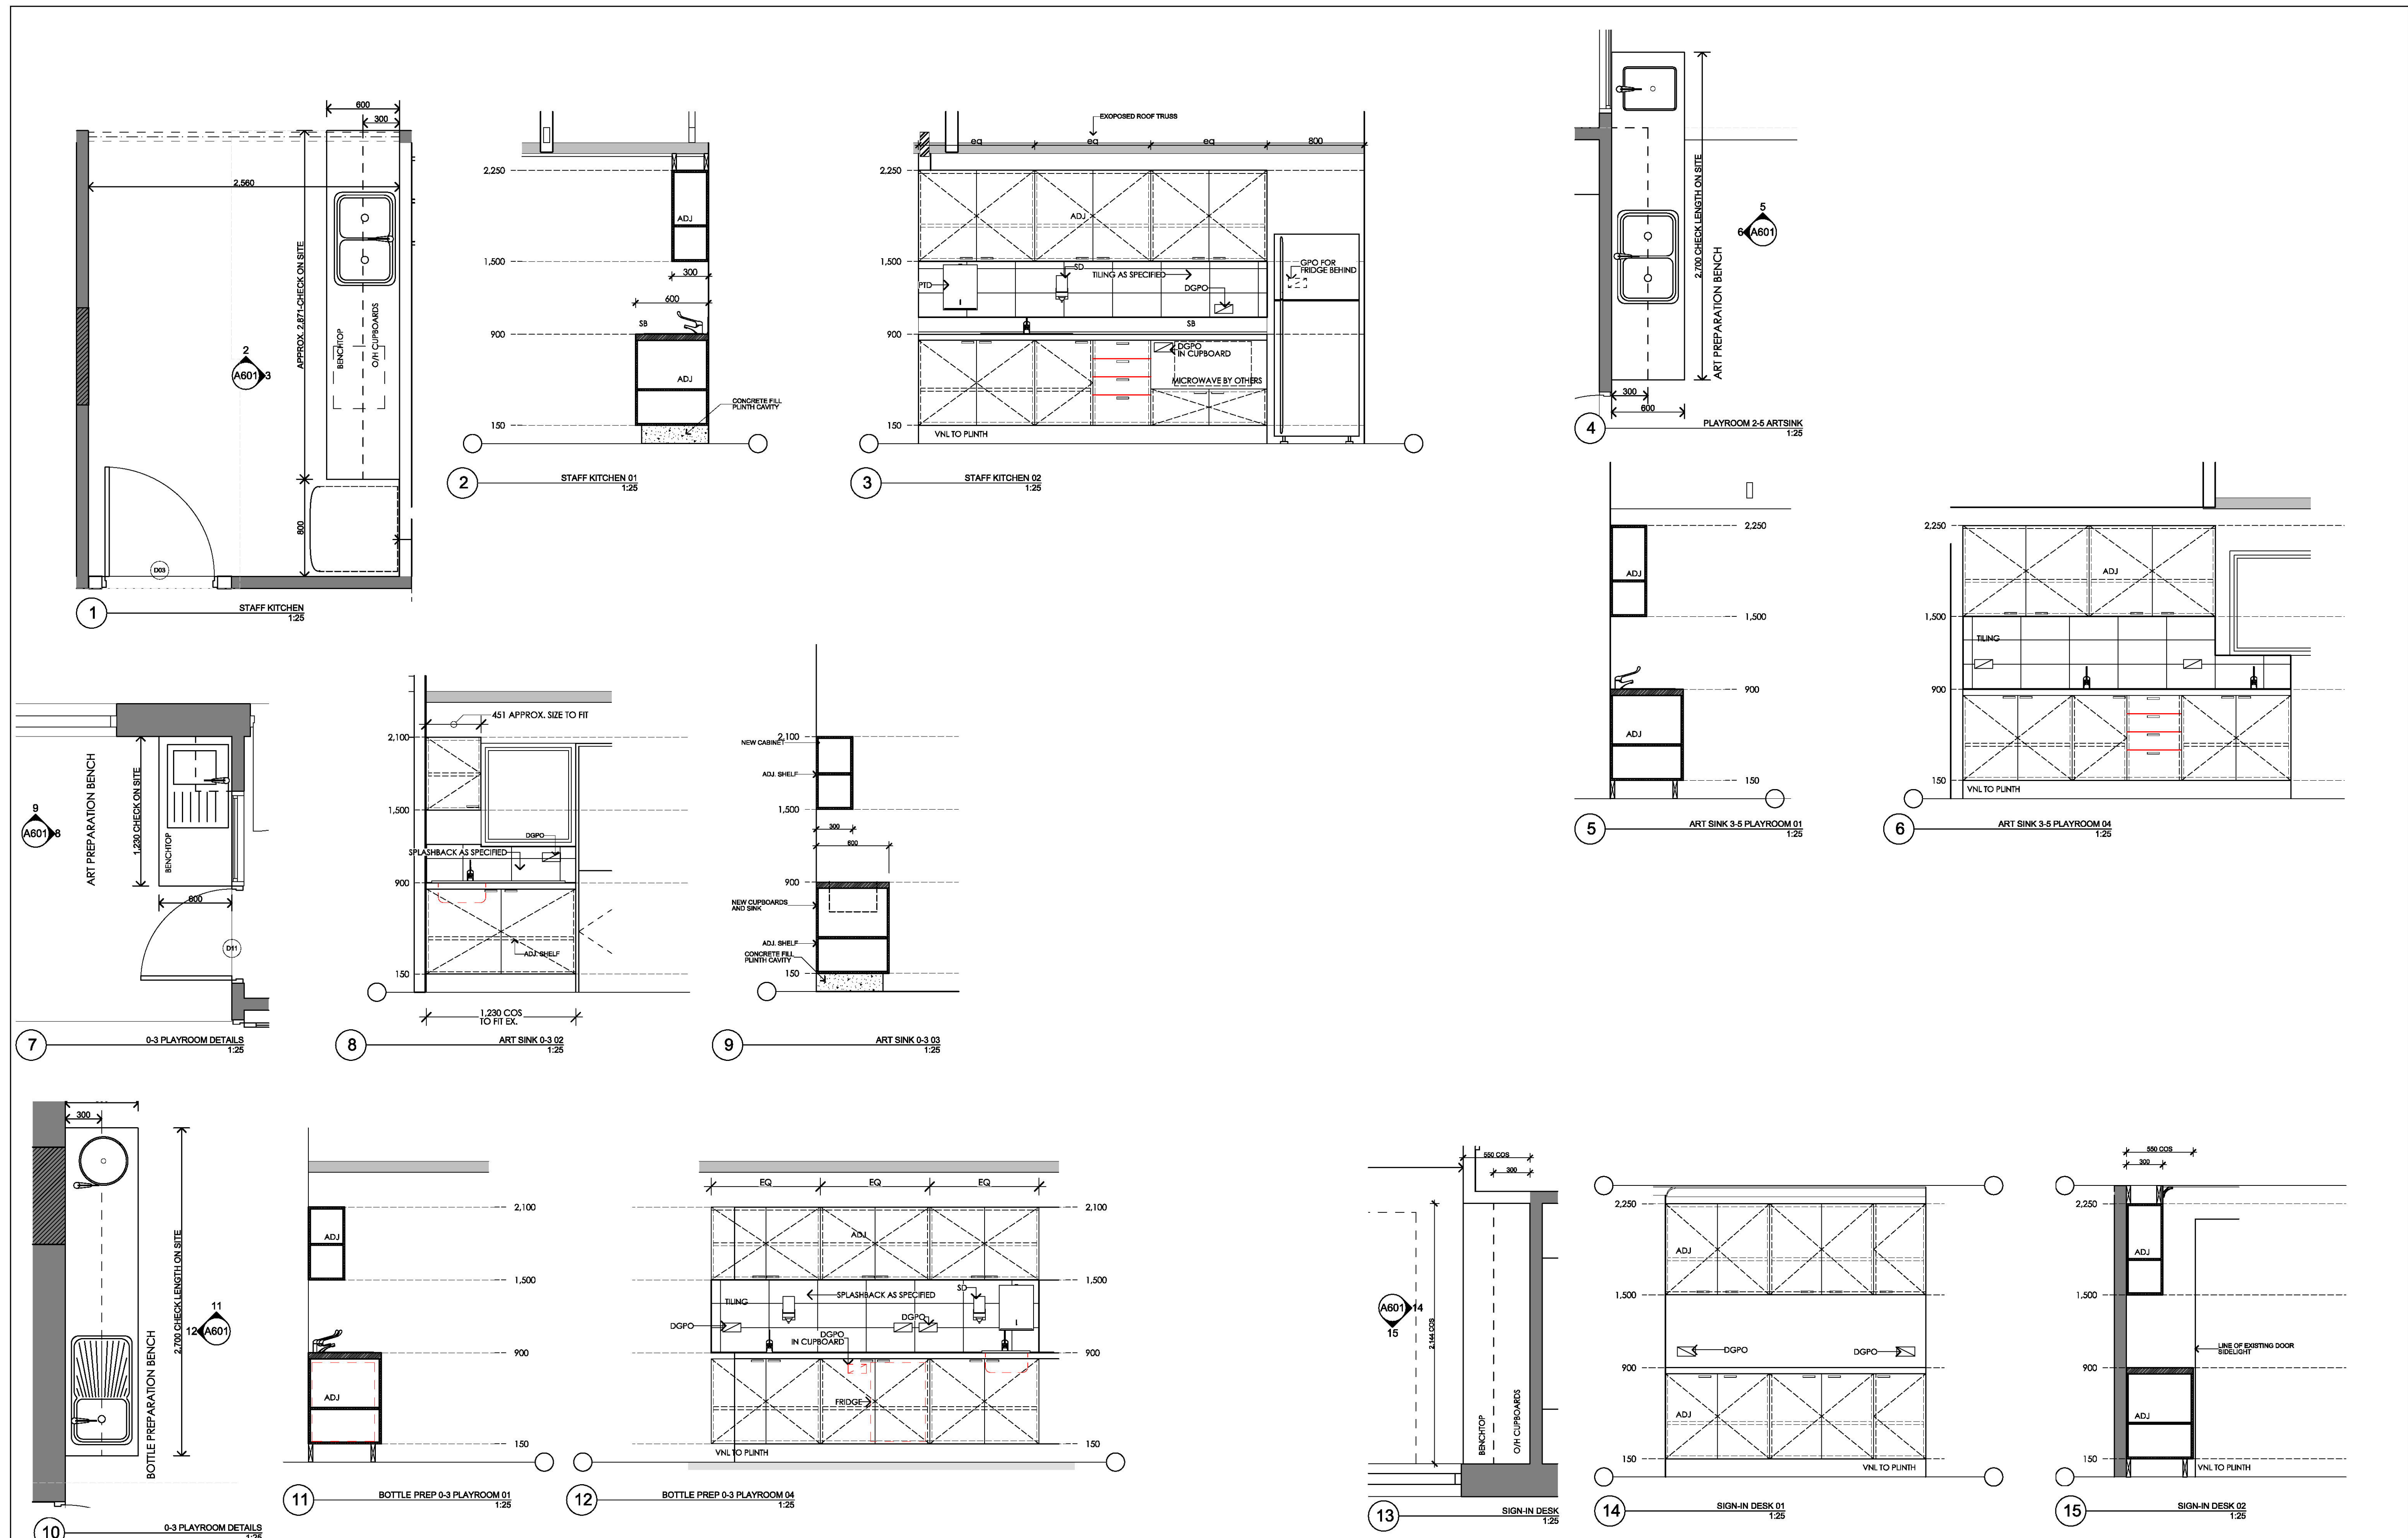 600
300
2,560
APPROX. 2,871-CHECK ON SITE
BENCHTOP
O/H CUPBOARDS
2
A601
3
800
D03
1
STAFF KITCHEN
1:25
2,250
ADJ
1,500
300
600
SB
900
ADJ
CONCRETE FILL
PLINTH CAVITY
150
2
STAFF KITCHEN 01
1:25
EXOPOSED ROOF TRUSS
eq
eq
eq
800
2,250
ADJ
1,500
SD
TILING AS SPECIFIED
GPO FOR
FRIDGE BEHIND
PTD
DGPO
900
SB
DGPO
IN CUPBOARD
MICROWAVE BY OTHERS
150
VNL TO PLINTH
3
STAFF KITCHEN 02
1:25
2,700 CHECK LENGTH ON SITE
ART PREPARATION BENCH
5
6
A601
300
600
4
PLAYROOM 2-5 ARTSINK
1:25
2,250
ADJ
1,500
900
ADJ
150
5
ART SINK 3-5 PLAYROOM 01
1:25
2,250
ADJ
1,500
TILING
900
150
VNL TO PLINTH
6
ART SINK 3-5 PLAYROOM 04
1:25
9
A601
8
ART PREPARATION BENCH
1,230 CHECK ON SITE
BENCHTOP
600
D11
7
0-3 PLAYROOM DETAILS
1:25
451 APPROX. SIZE TO FIT
2,100
1,500
DGPO
SPLASHBACK AS SPECIFIED
900
ADJ. SHELF
150
1,230 COS
TO FIT EX.
8
ART SINK 0-3 02
1:25
2,100
NEW CABINET
ADJ. SHELF
1,500
300
600
900
NEW CUPBOARDS
AND SINK
ADJ. SHELF
CONCRETE FILL
PLINTH CAVITY
150
9
ART SINK 0-3 03
1:25
300
2,700 CHECK LENGTH ON SITE
BOTTLE PREPARATION BENCH
11
12
A601
10
0-3 PLAYROOM DETAILS
1:25
2,100
ADJ
1,500
900
ADJ
150
11
BOTTLE PREP 0-3 PLAYROOM 01
1:25
EQ
EQ
EQ
2,100
ADJ
1,500
SD
SPLASHBACK AS SPECIFIED
TILING
DGPO
DGPO
DGPO
IN CUPBOARD
900
FRIDGE
150
VNL TO PLINTH
12
BOTTLE PREP 0-3 PLAYROOM 04
1:25
550 COS
300
2,144 COS
A601
14
15
BENCHTOP
O/H CUPBOARDS
13
SIGN-IN DESK
1:25
2,250
ADJ
1,500
DGPO
DGPO
900
ADJ
150
VNL TO PLINTH
14
SIGN-IN DESK 01
1:25
550 COS
300
2,250
ADJ
1,500
LINE OF EXISTING DOOR
SIDELIGHT
900
ADJ
150
VNL TO PLINTH
15
SIGN-IN DESK 02
1:25